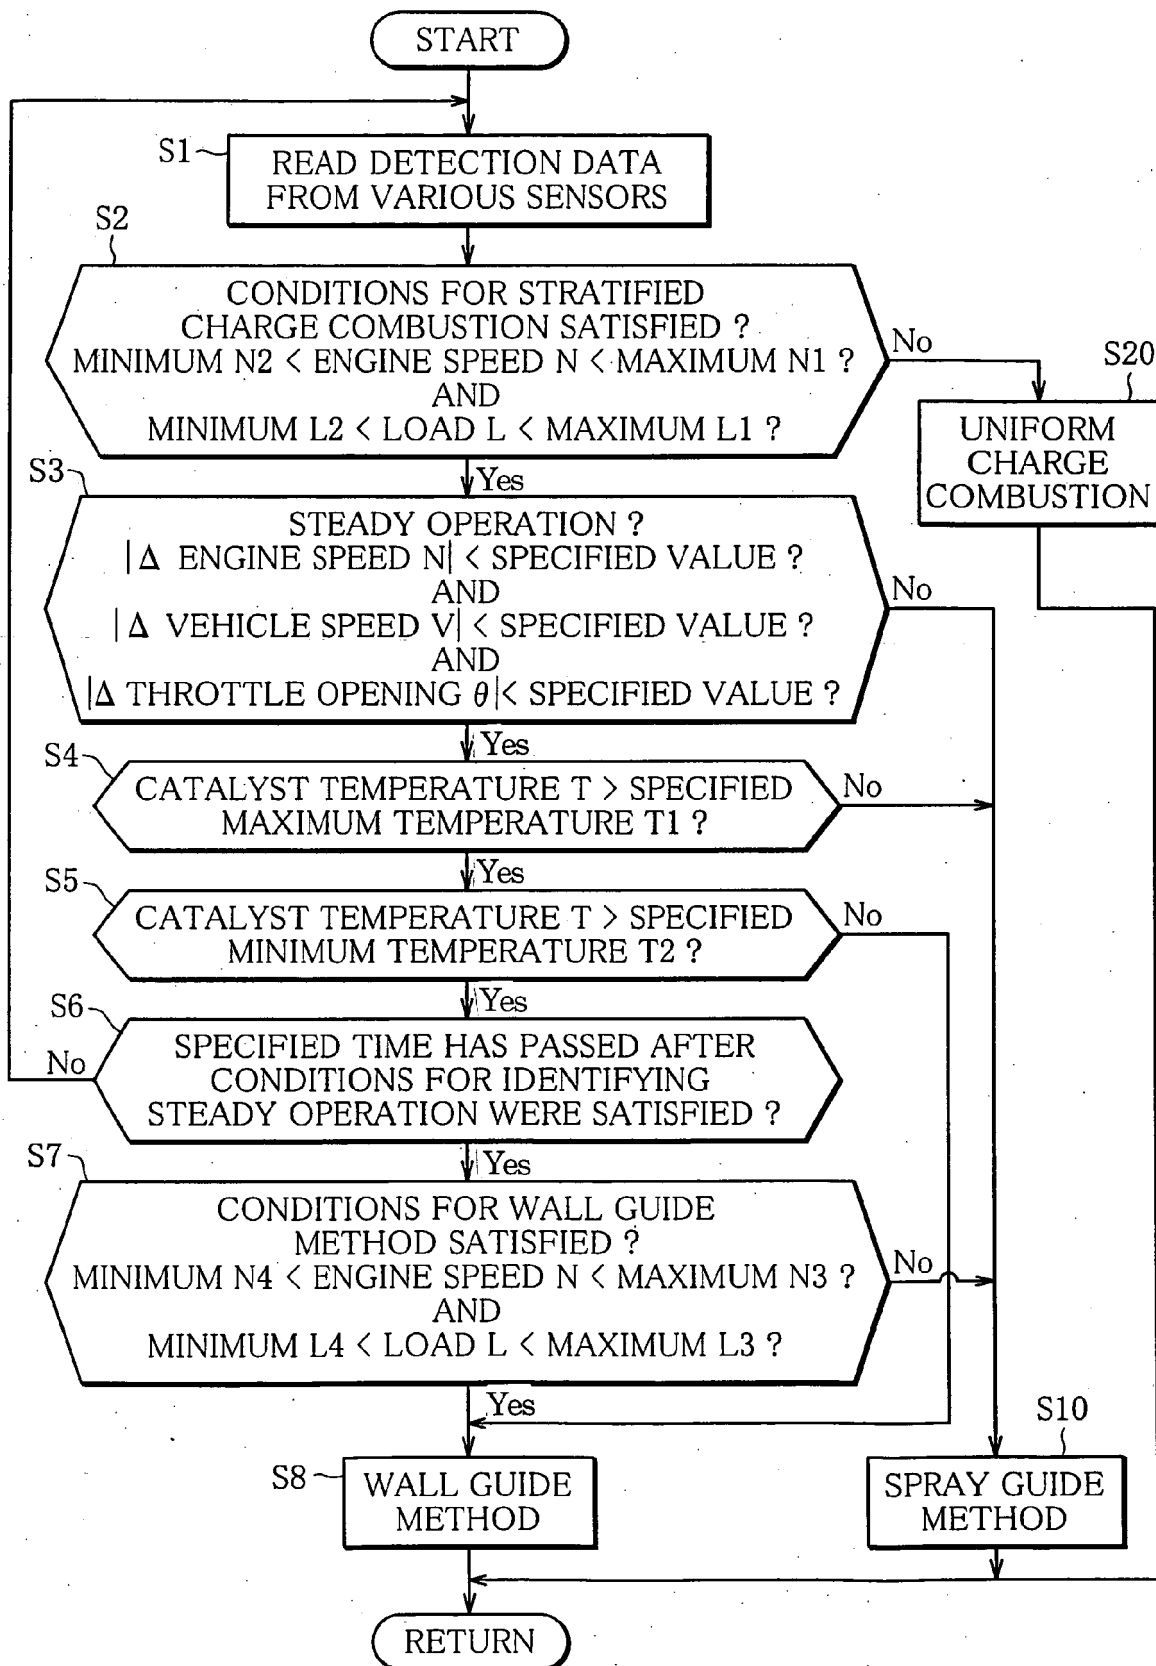 START
S1
READ DETECTION DATA
FROM VARIOUS SENSORS
S2
CONDITIONS FOR STRATIFIED
CHARGE COMBUSTION SATISFIED ?
MINIMUM N2 < ENGINE SPEED N < MAXIMUM N1 ?
AND
MINIMUM L2 < LOAD L < MAXIMUM L1 ?
No
S20
UNIFORM
CHARGE
COMBUSTION
Yes
S3
STEADY OPERATION ?
|Δ ENGINE SPEED N| < SPECIFIED VALUE ?
AND
|Δ VEHICLE SPEED V| < SPECIFIED VALUE ?
AND
|Δ THROTTLE OPENING θ|< SPECIFIED VALUE ?
No
Yes
S4
CATALYST TEMPERATURE T > SPECIFIED
MAXIMUM TEMPERATURE T1 ?
No
Yes
S5
CATALYST TEMPERATURE T > SPECIFIED
MINIMUM TEMPERATURE T2 ?
No
Yes
S6
SPECIFIED TIME HAS PASSED AFTER
CONDITIONS FOR IDENTIFYING
STEADY OPERATION WERE SATISFIED ?
No
Yes
S7
CONDITIONS FOR WALL GUIDE
METHOD SATISFIED ?
MINIMUM N4 < ENGINE SPEED N < MAXIMUM N3 ?
AND
MINIMUM L4 < LOAD L < MAXIMUM L3 ?
No
Yes
S8
WALL GUIDE
METHOD
S10
SPRAY GUIDE
METHOD
RETURN